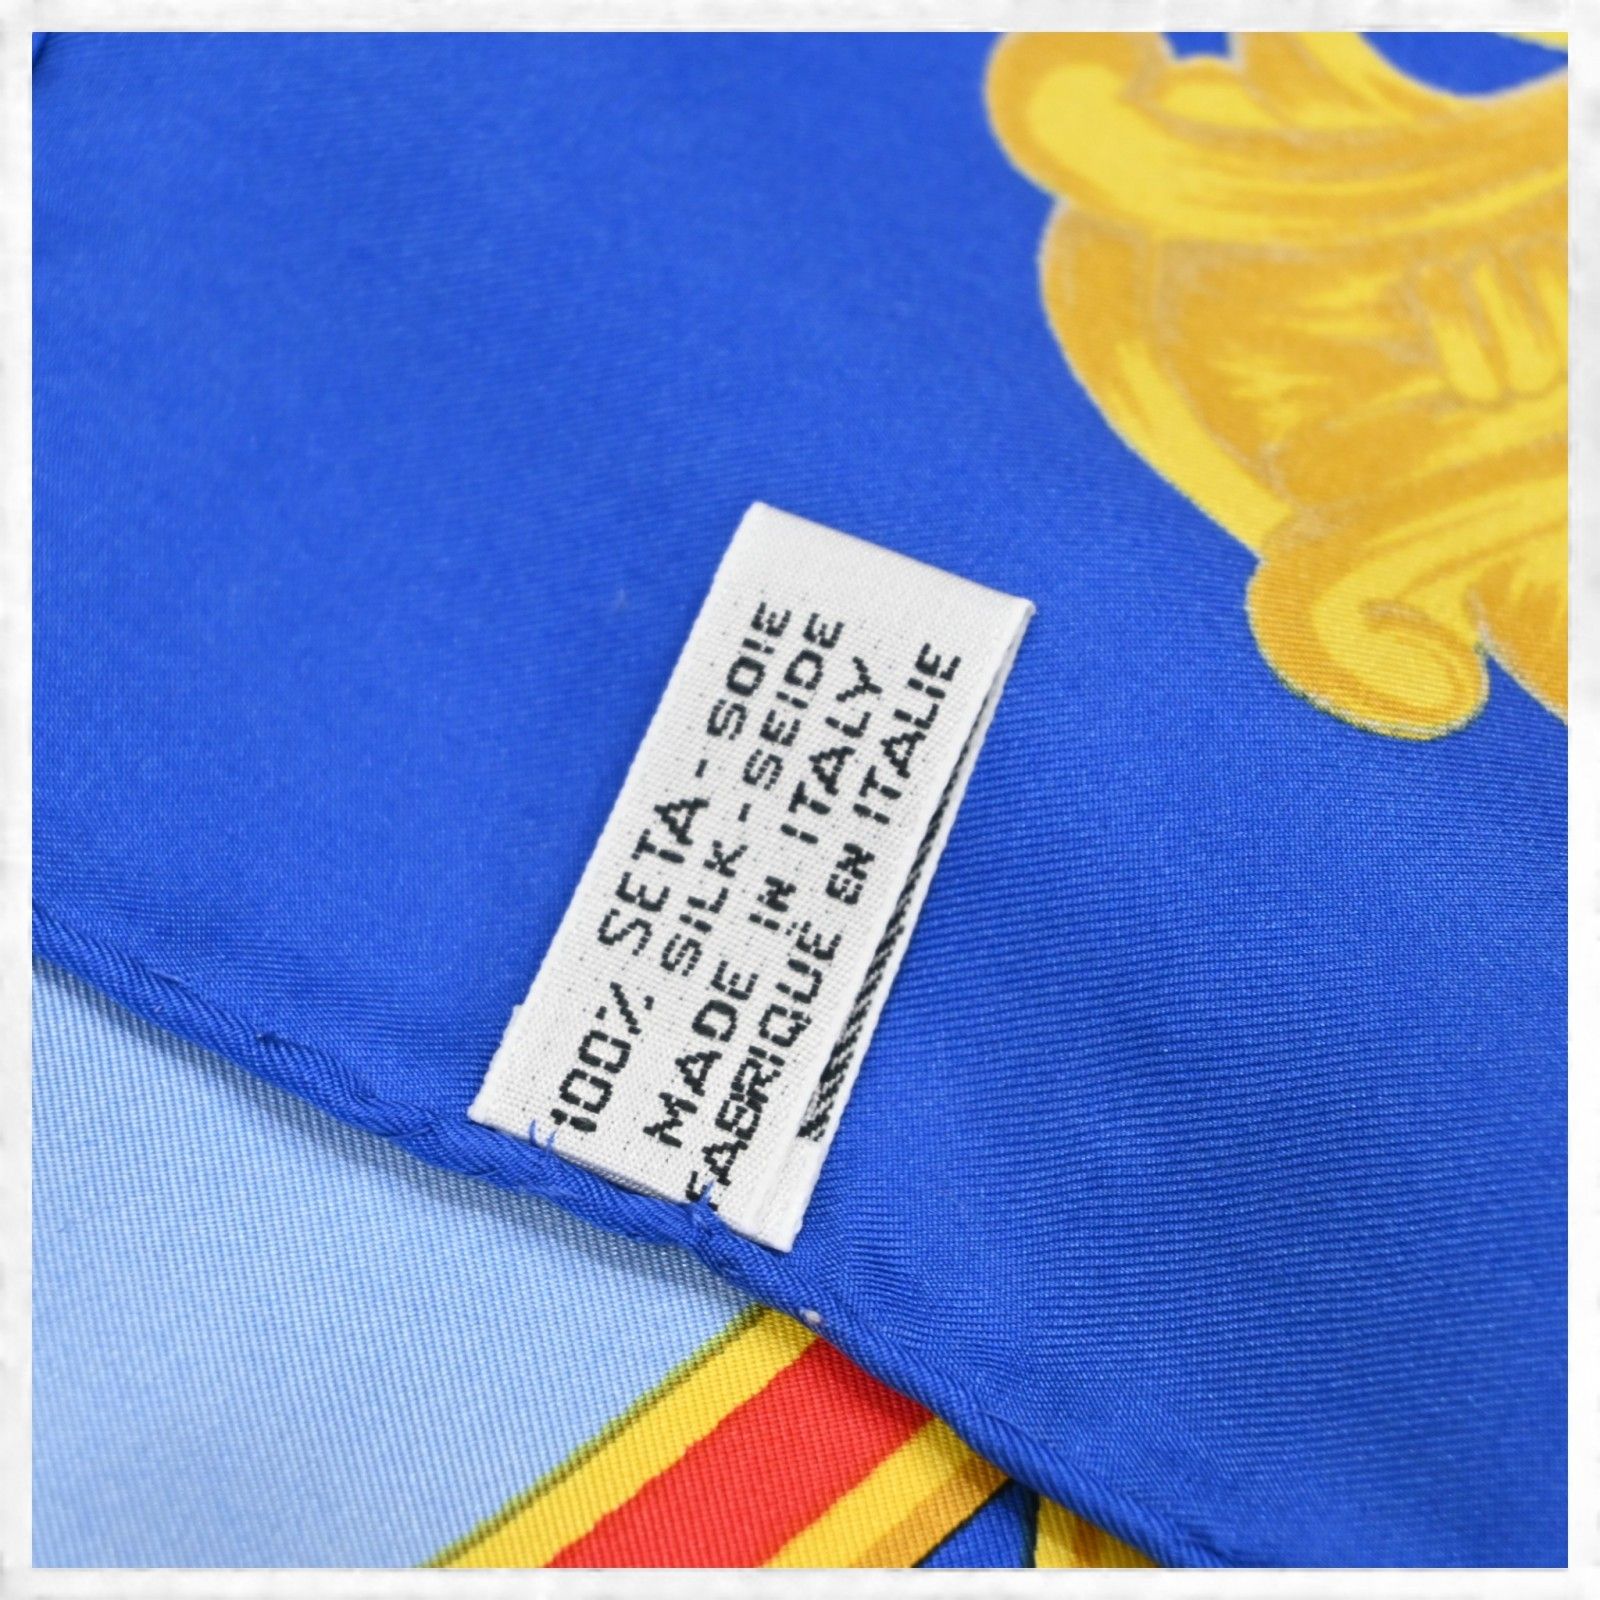 100% SETA - SOIE
SILK - SEIDE
MADE IN ITALY
FABRIQUÉ EN ITALIE